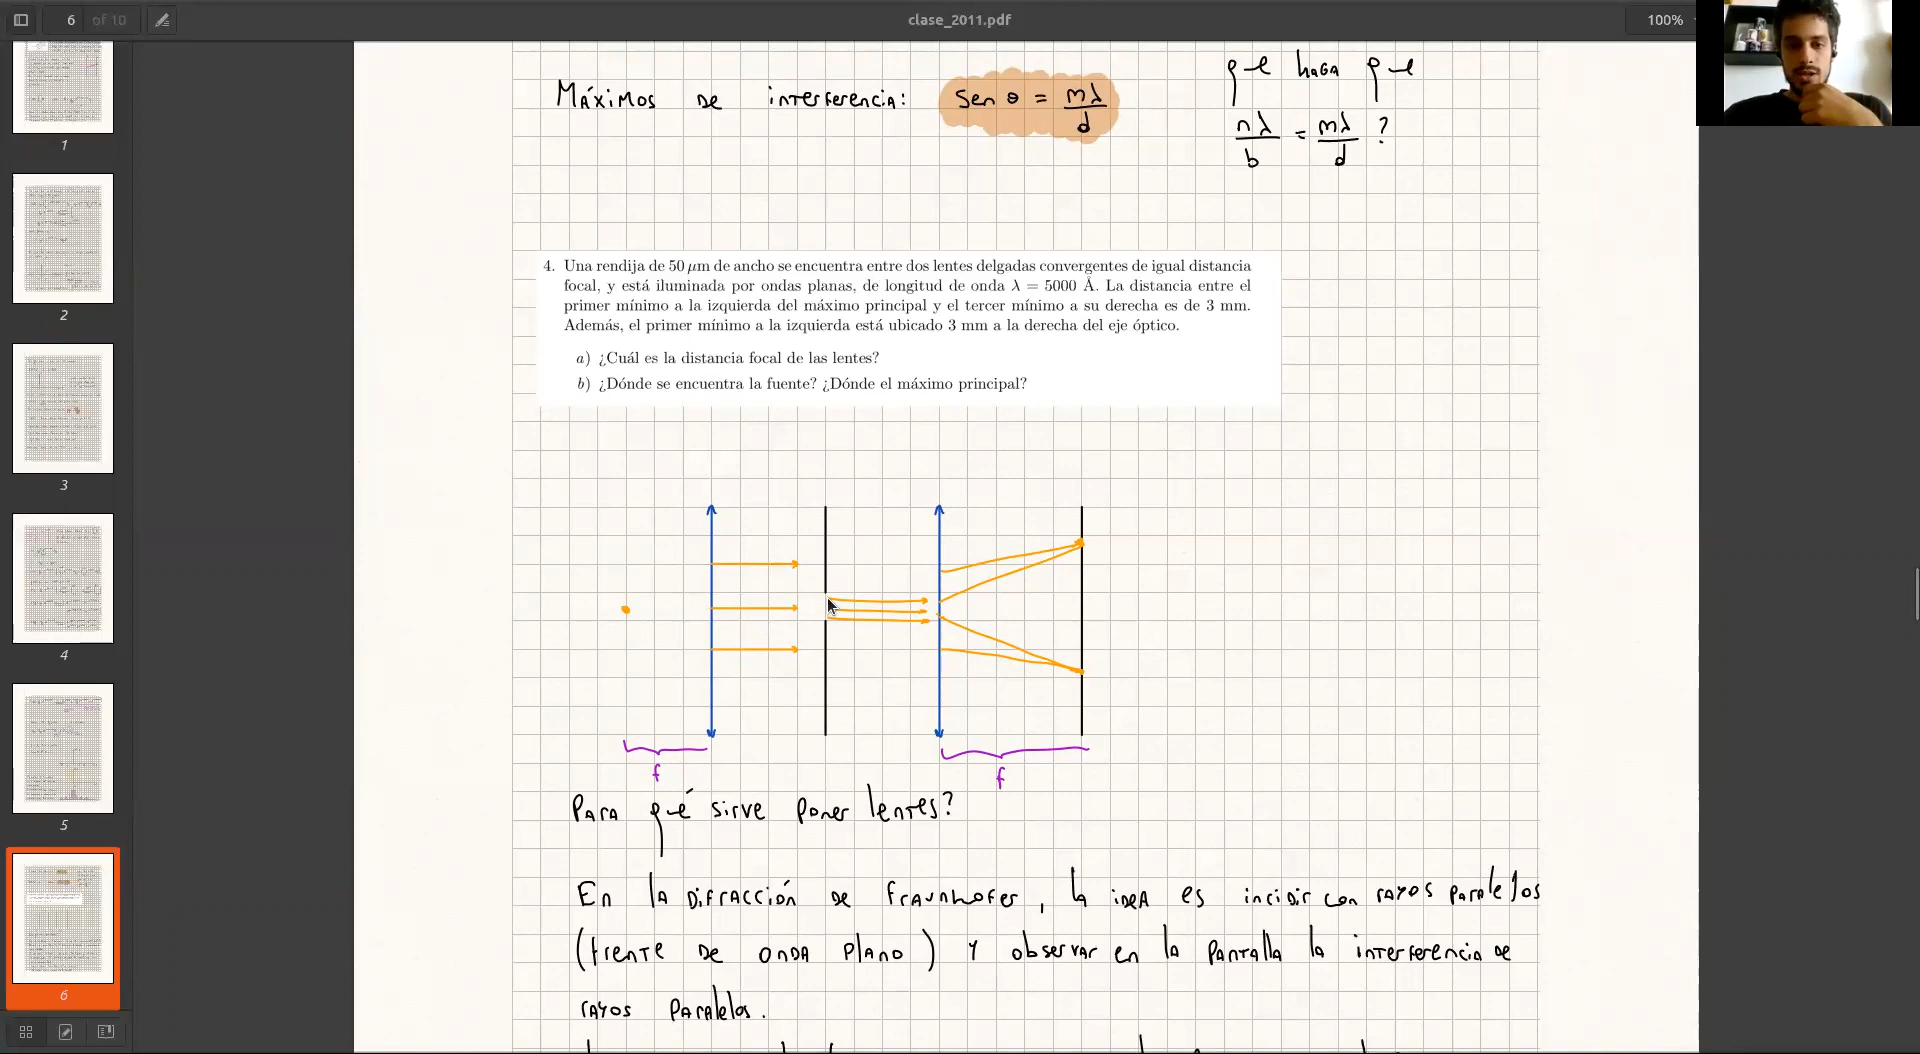 6 of 10
clase_2011.pdf
100%
1
2
3
4
5
6
que haga que
Máximos de interferencia: sen θ = mλ/d
nλ/b = mλ/d ?
4. Una rendija de 50 μm de ancho se encuentra entre dos lentes delgadas convergentes de igual distancia
focal, y está iluminada por ondas planas, de longitud de onda λ = 5000 Å. La distancia entre el
primer mínimo a la izquierda del máximo principal y el tercer mínimo a su derecha es de 3 mm.
Además, el primer mínimo a la izquierda está ubicado 3 mm a la derecha del eje óptico.
a) ¿Cuál es la distancia focal de las lentes?
b) ¿Dónde se encuentra la fuente? ¿Dónde el máximo principal?
f
f
Para qué sirve poner lentes?
En la difracción de Fraunhofer, la idea es incidir con rayos paralelos
(frente de onda plano) y observar en la pantalla la interferencia de
rayos paralelos.